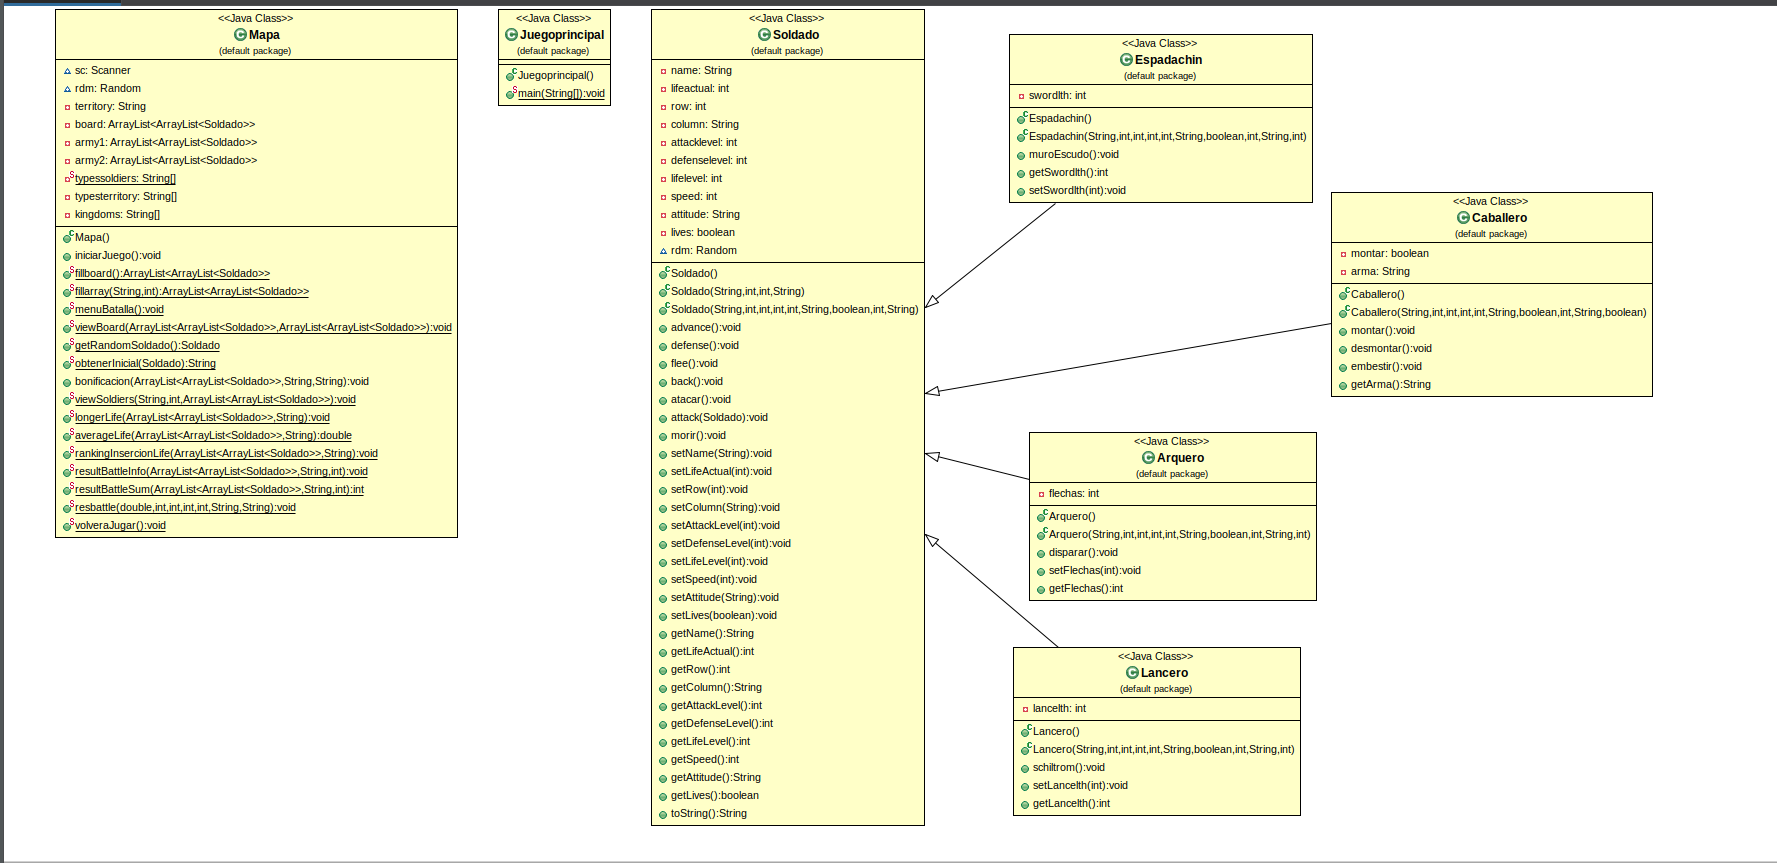 <<Java Class>>
Mapa
(default package)
sc: Scanner
rdm: Random
territory: String
board: ArrayList<ArrayList<Soldado>>
army1: ArrayList<ArrayList<Soldado>>
army2: ArrayList<ArrayList<Soldado>>
typessoldiers: String[]
typesterritory: String[]
kingdoms: String[]
Mapa()
iniciarJuego():void
fillboard():ArrayList<ArrayList<Soldado>>
fillarray(String,int):ArrayList<ArrayList<Soldado>>
menuBatalla():void
viewBoard(ArrayList<ArrayList<Soldado>>,ArrayList<ArrayList<Soldado>>):void
getRandomSoldado():Soldado
obtenerInicial(Soldado):String
bonificacion(ArrayList<ArrayList<Soldado>>,String,String):void
viewSoldiers(String,int,ArrayList<ArrayList<Soldado>>):void
longerLife(ArrayList<ArrayList<Soldado>>,String):void
averageLife(ArrayList<ArrayList<Soldado>>,String):double
rankingInsercionLife(ArrayList<ArrayList<Soldado>>,String):void
resultBattleInfo(ArrayList<ArrayList<Soldado>>,String,int):void
resultBattleSum(ArrayList<ArrayList<Soldado>>,String,int):int
resbattle(double,int,int,int,int,String,String):void
volveraJugar():void
<<Java Class>>
Juegoprincipal
(default package)
Juegoprincipal()
main(String[]):void
<<Java Class>>
Soldado
(default package)
name: String
lifeactual: int
row: int
column: String
attacklevel: int
defenselevel: int
lifelevel: int
speed: int
attitude: String
lives: boolean
rdm: Random
Soldado()
Soldado(String,int,int,String)
Soldado(String,int,int,int,int,String,boolean,int,String)
advance():void
defense():void
flee():void
back():void
atacar():void
attack(Soldado):void
morir():void
setName(String):void
setLifeActual(int):void
setRow(int):void
setColumn(String):void
setAttackLevel(int):void
setDefenseLevel(int):void
setLifeLevel(int):void
setSpeed(int):void
setAttitude(String):void
setLives(boolean):void
getName():String
getLifeActual():int
getRow():int
getColumn():String
getAttackLevel():int
getDefenseLevel():int
getLifeLevel():int
getSpeed():int
getAttitude():String
getLives():boolean
toString():String
<<Java Class>>
Espadachin
(default package)
swordlth: int
Espadachin()
Espadachin(String,int,int,int,int,String,boolean,int,String,int)
muroEscudo():void
getSwordlth():int
setSwordlth(int):void
<<Java Class>>
Caballero
(default package)
montar: boolean
arma: String
Caballero()
Caballero(String,int,int,int,int,String,boolean,int,String,boolean)
montar():void
desmontar():void
embestir():void
getArma():String
<<Java Class>>
Arquero
(default package)
flechas: int
Arquero()
Arquero(String,int,int,int,int,String,boolean,int,String,int)
disparar():void
setFlechas(int):void
getFlechas():int
<<Java Class>>
Lancero
(default package)
lancelth: int
Lancero()
Lancero(String,int,int,int,int,String,boolean,int,String,int)
schiltrom():void
setLancelth(int):void
getLancelth():int